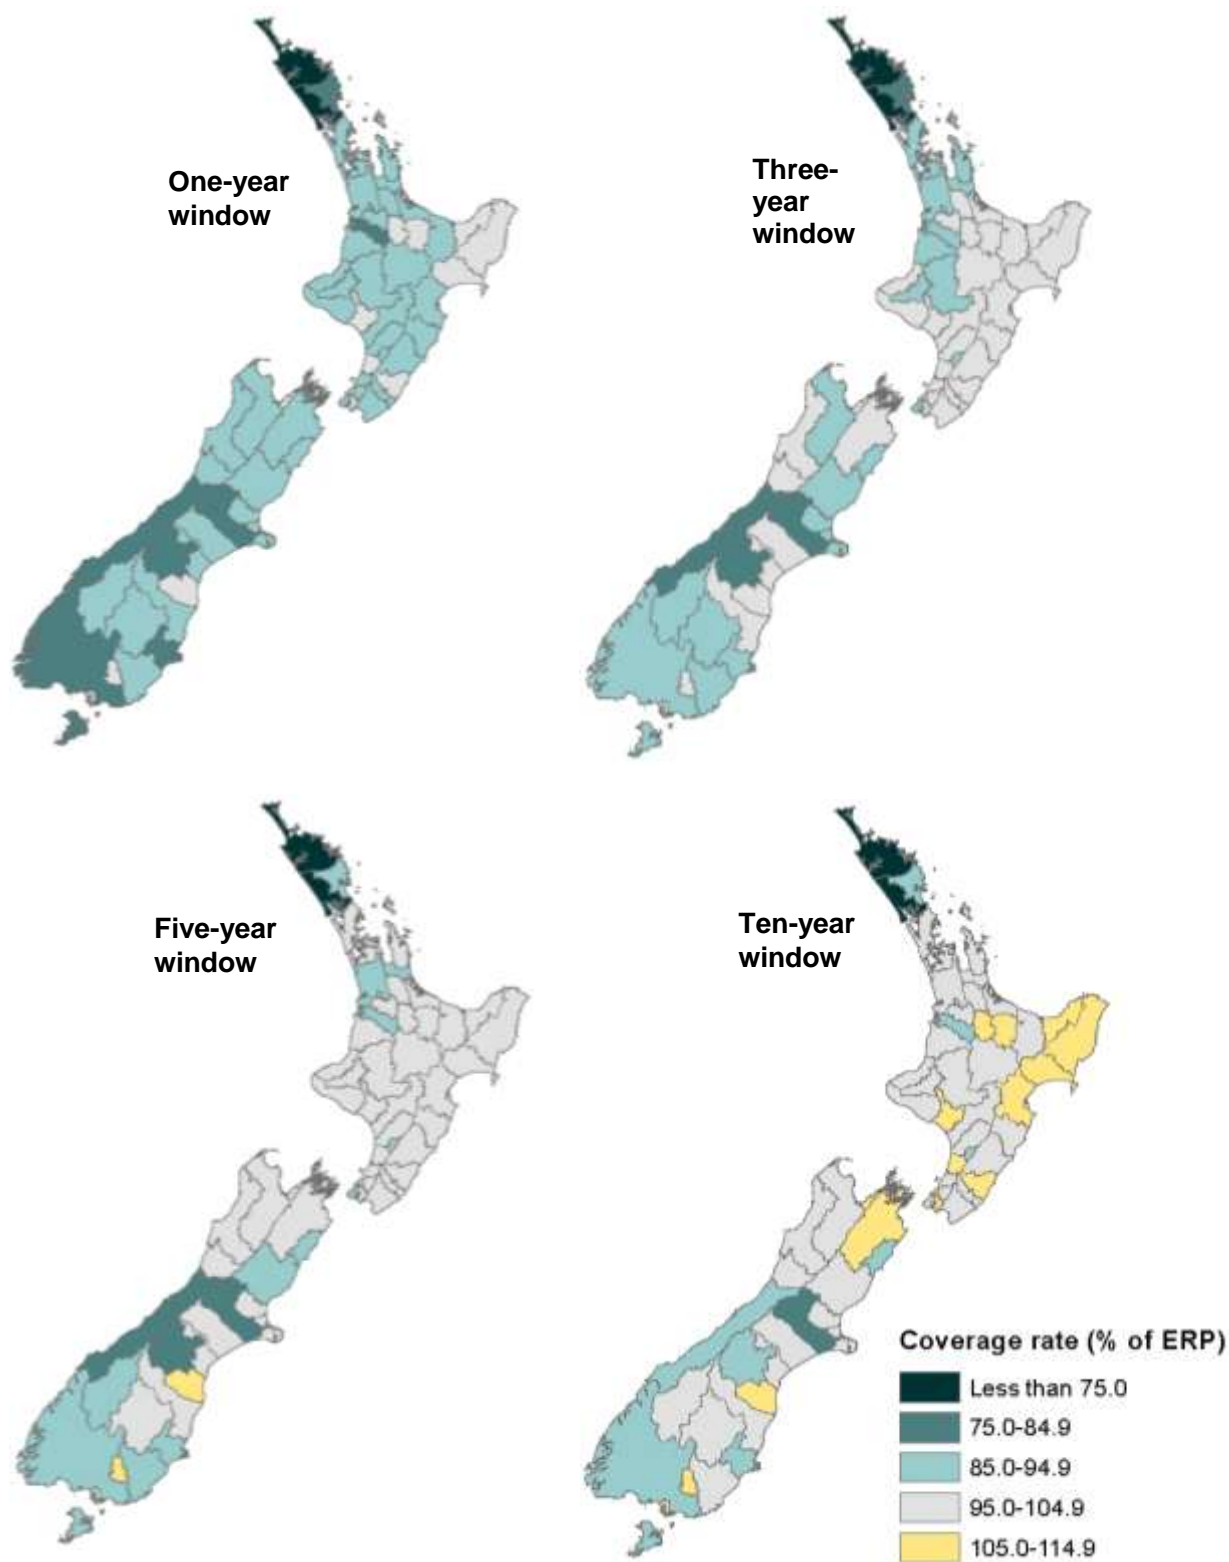 One-year
window
Three-
year
window
Five-year
window
Ten-year
window
Coverage rate (% of ERP)
Less than 75.0
75.0-84.9
85.0-94.9
95.0-104.9
105.0-114.9